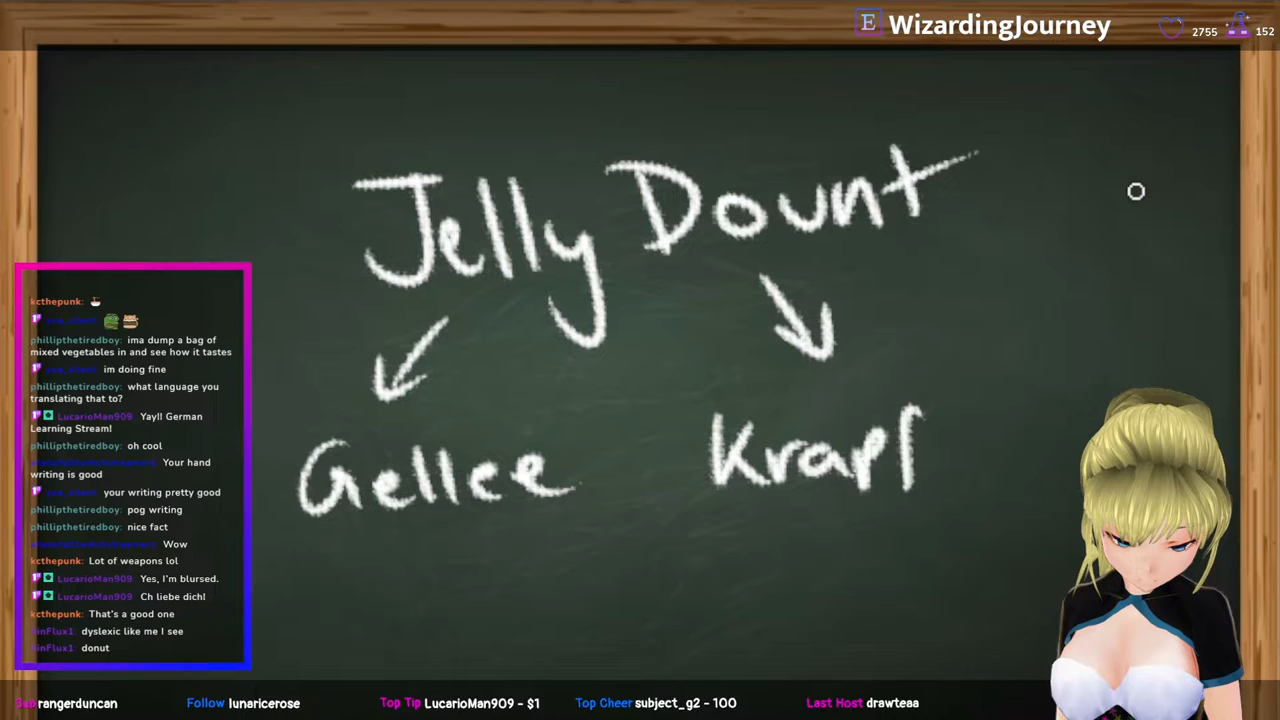 E WizardingJourney
2755 152
Jelly Dount
Gellee Krapf
kcthepunk:
phillipthetiredboy: ima dump a bag of
mixed vegetables in and see how it tastes
im doing fine
phillipthetiredboy: what language you
translating that to?
LucarioMan909 Yay!! German
Learning Stream!
phillipthetiredboy: oh cool
Your hand
writing is good
your writing pretty good
phillipthetiredboy: pog writing
phillipthetiredboy: nice fact
Wow
kcthepunk: Lot of weapons lol
LucarioMan909 Yes, I'm blursed.
LucarioMan909 Ch liebe dich!
kcthepunk: That's a good one
dyslexic like me I see
donut
Sub rangerduncan Follow lunaricerose Top Tip LucarioMan909 - $1 Top Cheer subject_g2 - 100 Last Host drawteaa